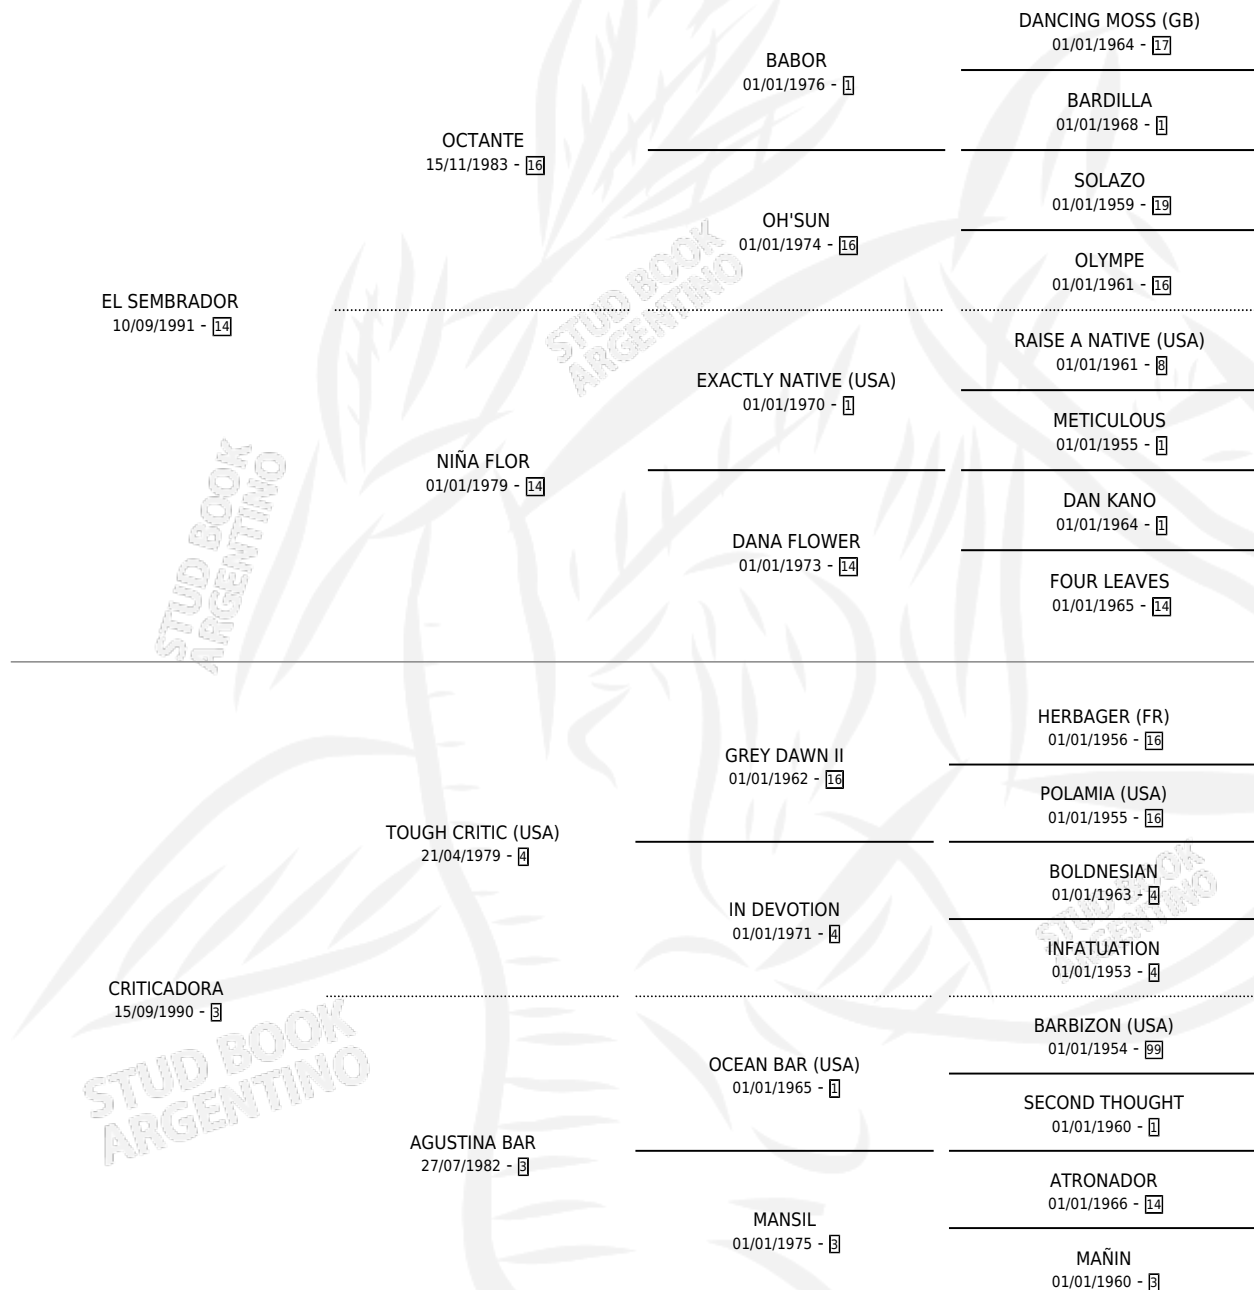 DANCING MOSS (GB)
01/01/1964 - 17
BABOR
01/01/1976 - 1
BARDILLA
01/01/1968 - 1
OCTANTE
15/11/1983 - 16
SOLAZO
01/01/1959 - 19
OH'SUN
01/01/1974 - 16
OLYMPE
01/01/1961 - 16
EL SEMBRADOR
10/09/1991 - 14
RAISE A NATIVE (USA)
01/01/1961 - 8
EXACTLY NATIVE (USA)
01/01/1970 - 1
METICULOUS
01/01/1955 - 1
NIÑA FLOR
01/01/1979 - 14
DAN KANO
01/01/1964 - 1
DANA FLOWER
01/01/1973 - 14
FOUR LEAVES
01/01/1965 - 14
STUD BOOK
ARGENTINO
STUD BOOK
ARGENTINO
HERBAGER (FR)
01/01/1956 - 16
GREY DAWN II
01/01/1962 - 16
POLAMIA (USA)
01/01/1955 - 16
TOUGH CRITIC (USA)
21/04/1979 - 4
BOLDNESIAN
01/01/1963 - 4
IN DEVOTION
01/01/1971 - 4
INFATUATION
01/01/1953 - 4
CRITICADORA
15/09/1990 - 3
BARBIZON (USA)
01/01/1954 - 99
OCEAN BAR (USA)
01/01/1965 - 1
SECOND THOUGHT
01/01/1960 - 1
AGUSTINA BAR
27/07/1982 - 3
ATRONADOR
01/01/1966 - 14
MANSIL
01/01/1975 - 3
MAÑIN
01/01/1960 - 3
STUD BOOK
ARGENTINO
STUD BOOK
ARGENTINO